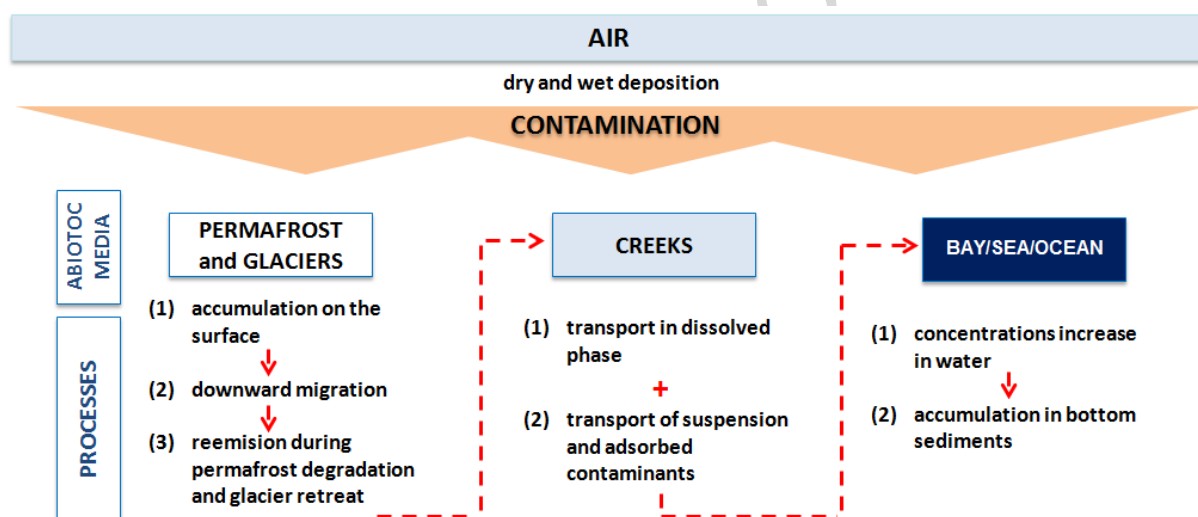 AIR
dry and wet deposition
CONTAMINATION
ABIOTOC
MEDIA
PERMAFROST
and GLACIERS
CREEKS
BAY/SEA/OCEAN
PROCESSES
(1) accumulation on the
surface
(2) downward migration
(3) reemision during
permafrost degradation
and glacier retreat
(1) transport in dissolved
phase
+
(2) transport of suspension
and adsorbed
contaminants
(1) concentrations increase
in water
(2) accumulation in bottom
sediments